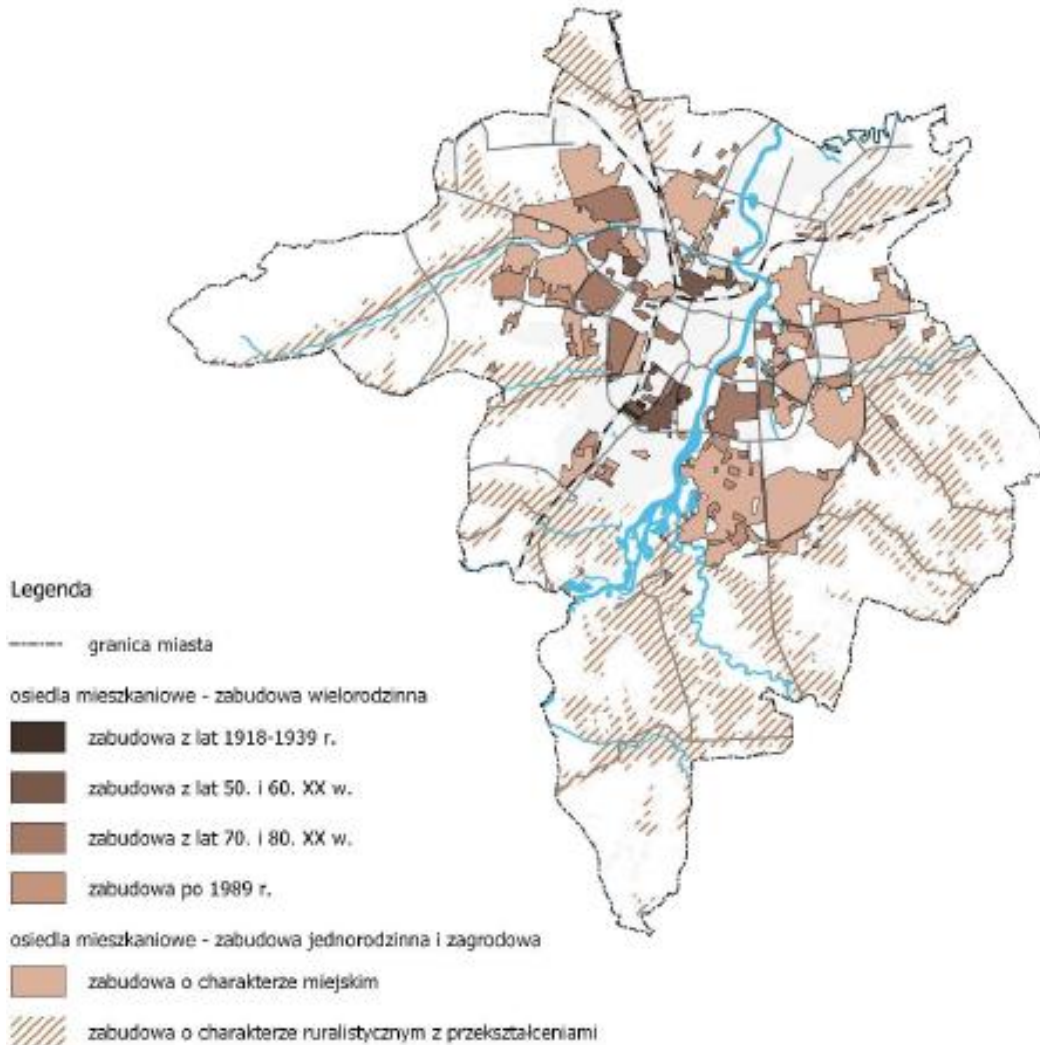 Legenda
granica miasta
osiedla mieszkaniowe - zabudowa wielorodzinna
zabudowa z lat 1918-1939 r.
zabudowa z lat 50. i 60. XX w.
zabudowa z lat 70. i 80. XX w.
zabudowa po 1989 r.
osiedla mieszkaniowe - zabudowa jednorodzinna i zagrodowa
zabudowa o charakterze miejskim
zabudowa o charakterze ruralistycznym z przekształceniami